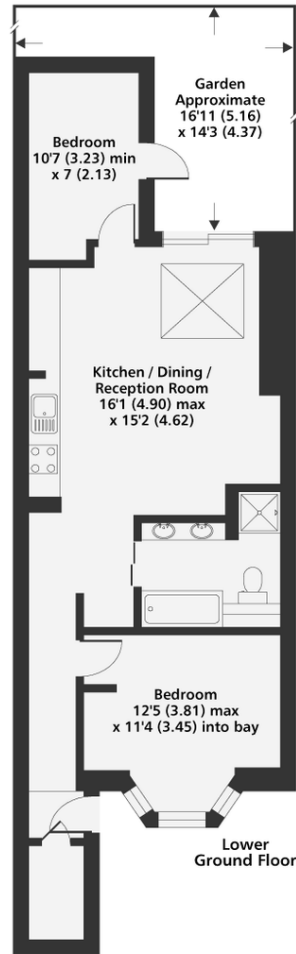 Garden
Approximate
16'11 (5.16)
x 14'3 (4.37)
Bedroom
10'7 (3.23) min
x 7 (2.13)
Kitchen / Dining /
Reception Room
16'1 (4.90) max
x 15'2 (4.62)
Bedroom
12'5 (3.81) max
x 11'4 (3.45) into bay
Lower
Ground Floor